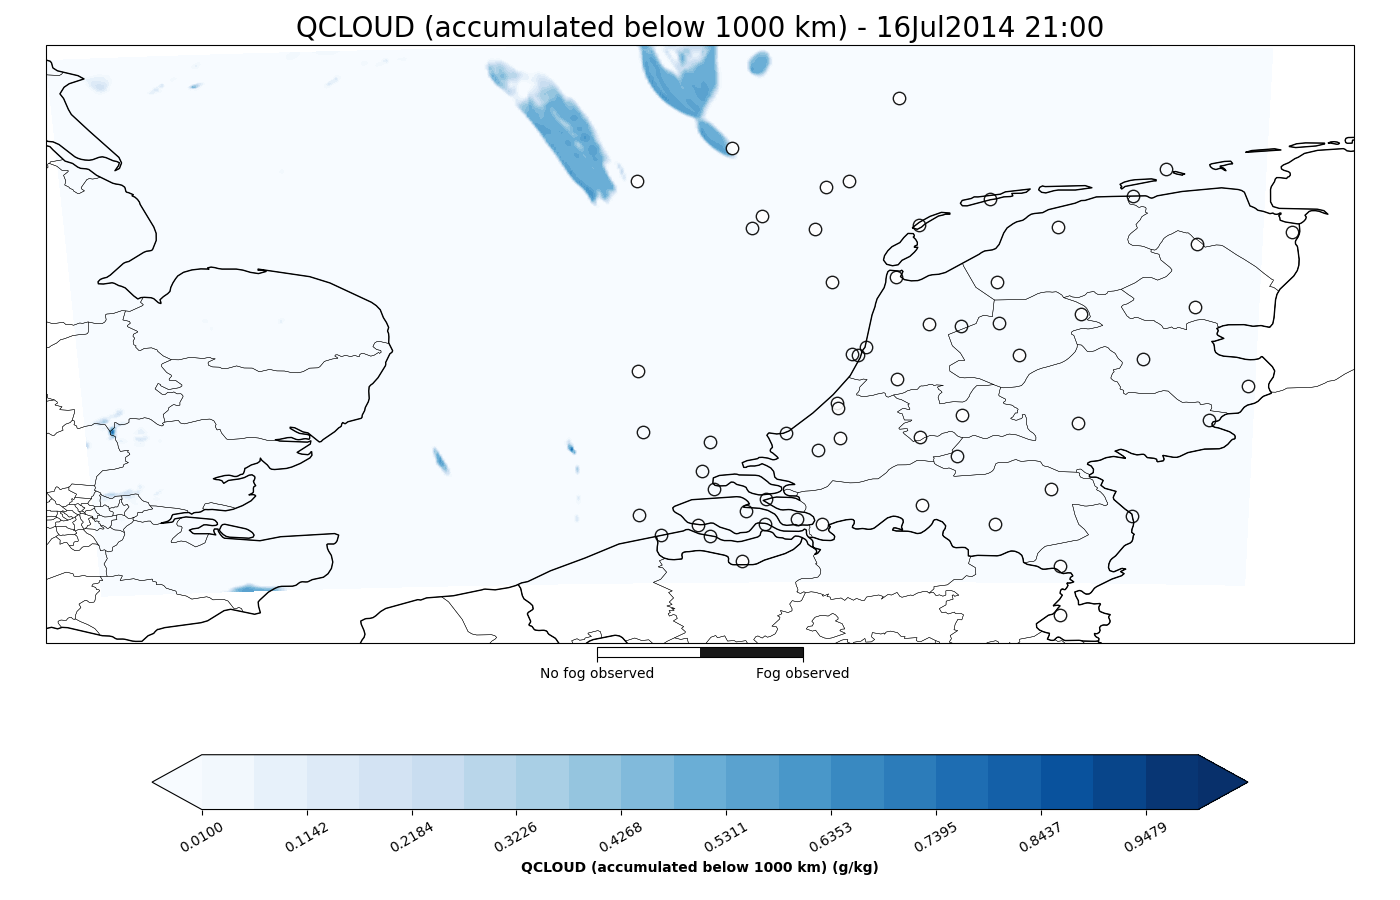 QCLOUD (accumulated below 1000 km) - 16Jul2014 21:00
No fog observed
Fog observed
0.0100
0.1142
0.2184
0.3226
0.4268
0.5311
0.6353
0.7395
0.8437
0.9479
QCLOUD (accumulated below 1000 km) (g/kg)